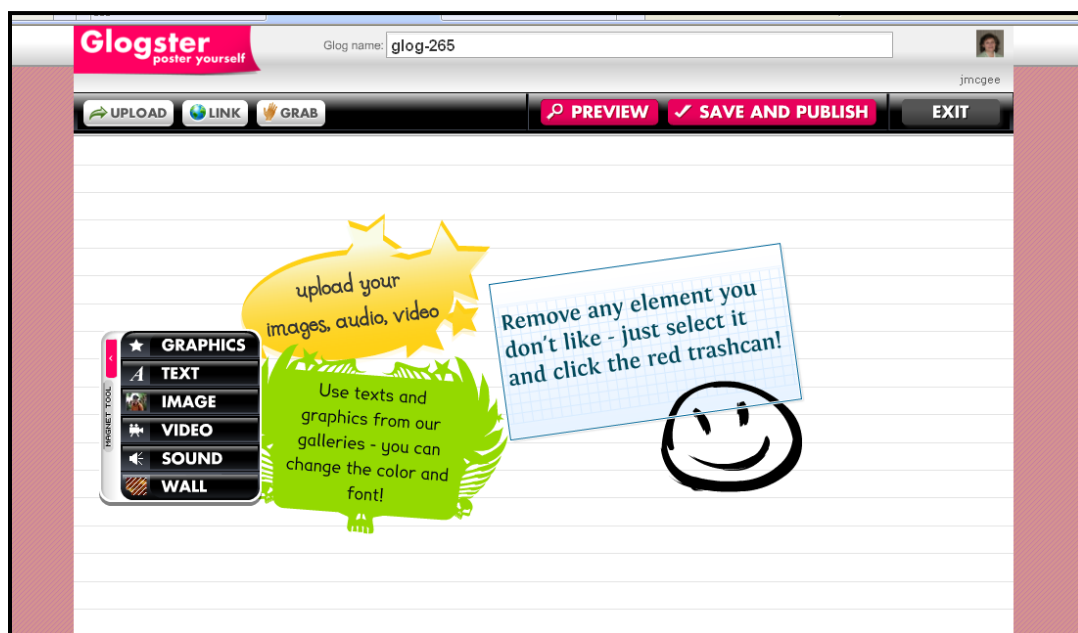 Glogster
poster yourself
Glog name: glog-265
jmcgee
UPLOAD LINK GRAB PREVIEW SAVE AND PUBLISH EXIT
upload your
images, audio, video
Remove any element you
don't like - just select it
and click the red trashcan!
MAGNET TOOL
GRAPHICS
TEXT
IMAGE
VIDEO
SOUND
WALL
Use texts and
graphics from our
galleries - you can
change the color and
font!